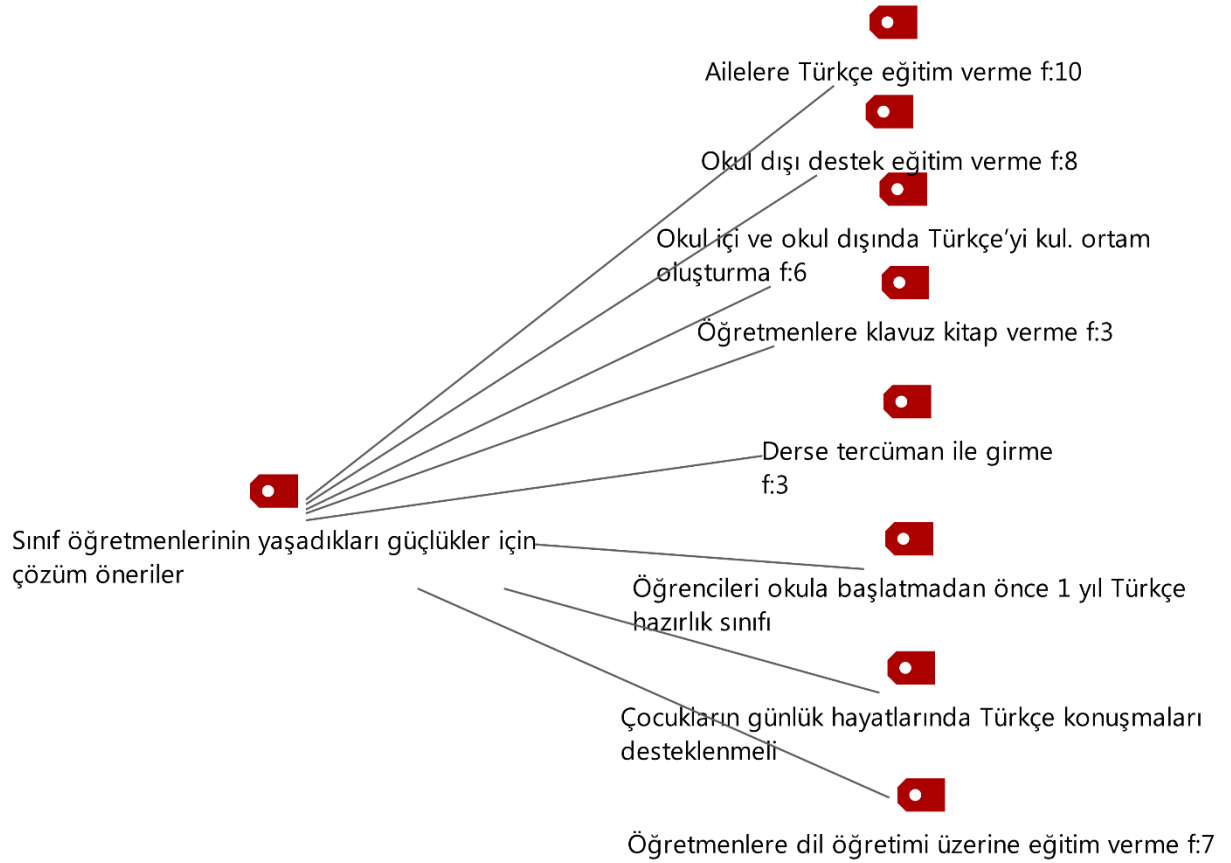 Ailelere Türkçe eğitim verme f:10
Okul dışı destek eğitim verme f:8
Okul içi ve okul dışında Türkçe’yi kul. ortam
oluşturma f:6
Öğretmenlere klavuz kitap verme f:3
Derse tercüman ile girme
f:3
Sınıf öğretmenlerinin yaşadıkları güçlükler için
çözüm öneriler
Öğrencileri okula başlatmadan önce 1 yıl Türkçe
hazırlık sınıfı
Çocukların günlük hayatlarında Türkçe konuşmaları
desteklenmeli
Öğretmenlere dil öğretimi üzerine eğitim verme f:7